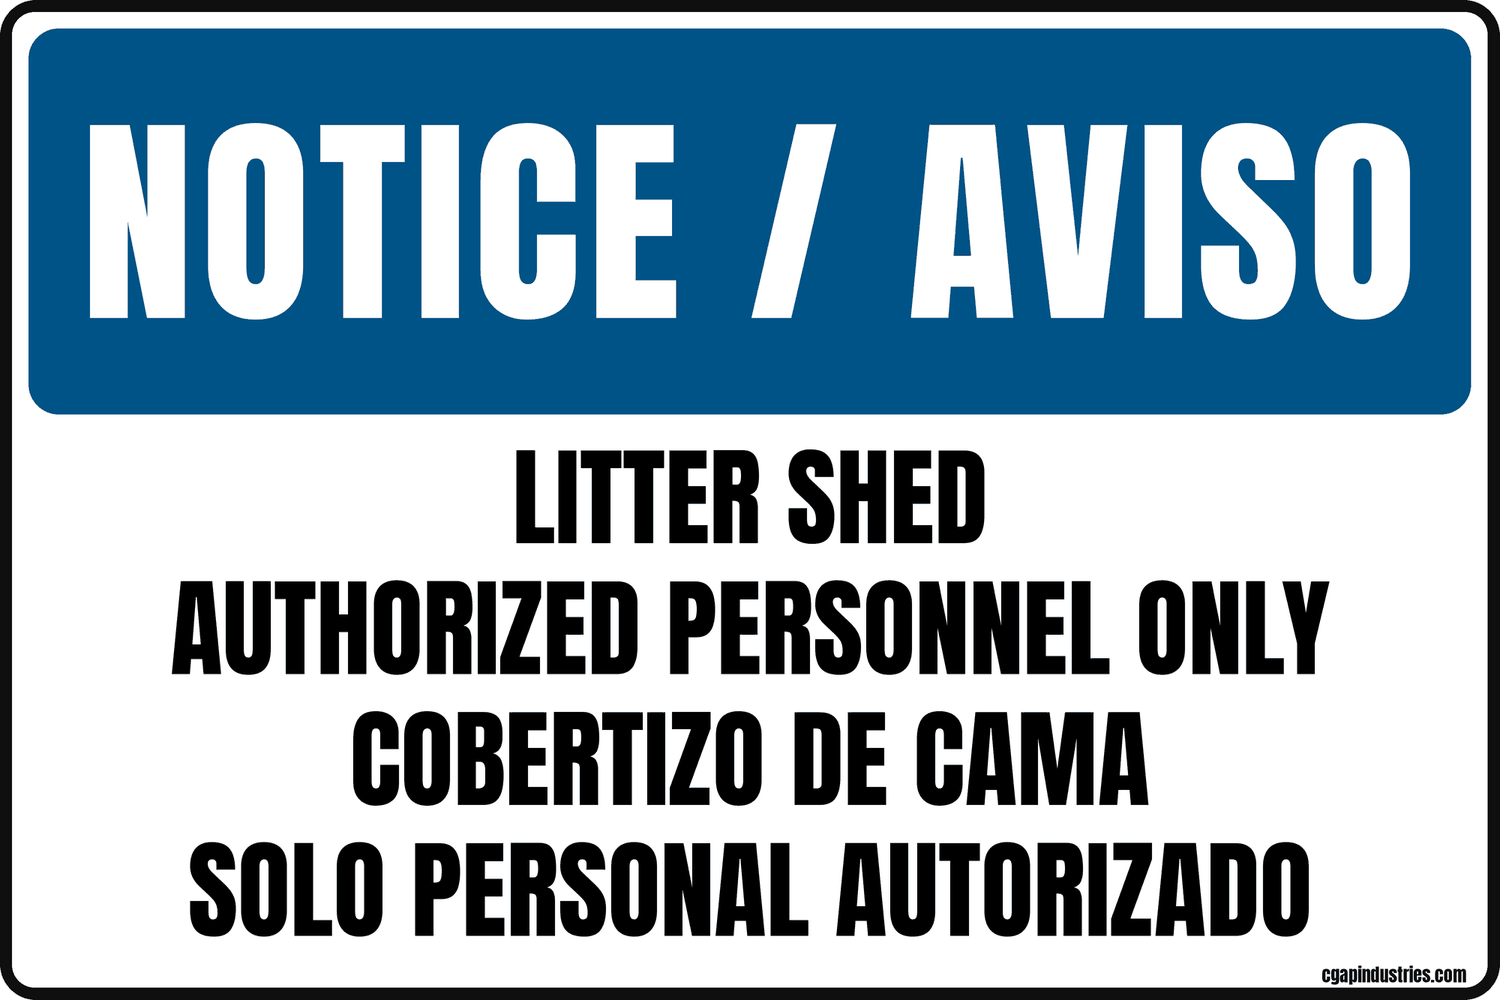 NOTICE / AVISO
LITTER SHED
AUTHORIZED PERSONNEL ONLY
COBERTIZO DE CAMA
SOLO PERSONAL AUTORIZADO
cgapindustries.com